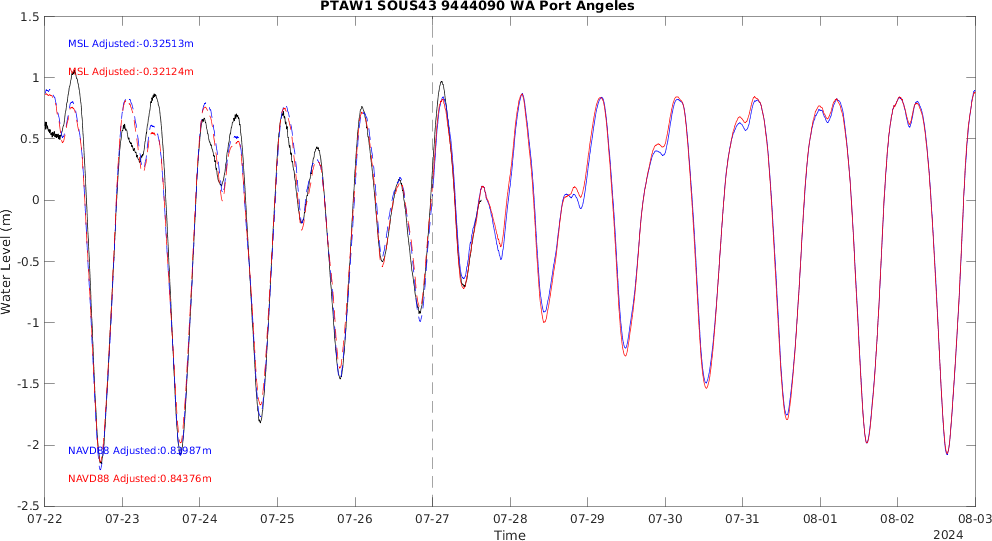 PTAW1 SOUS43 9444090 WA Port Angeles
1.5
1
0.5
0
-0.5
-1
-1.5
-2
-2.5
Water Level (m)
MSL Adjusted:-0.32513m
MSL Adjusted:-0.32124m
NAVD88 Adjusted:0.83987m
NAVD88 Adjusted:0.84376m
07-22 07-23 07-24 07-25 07-26 07-27 07-28 07-29 07-30 07-31 08-01 08-02 08-03
Time
2024